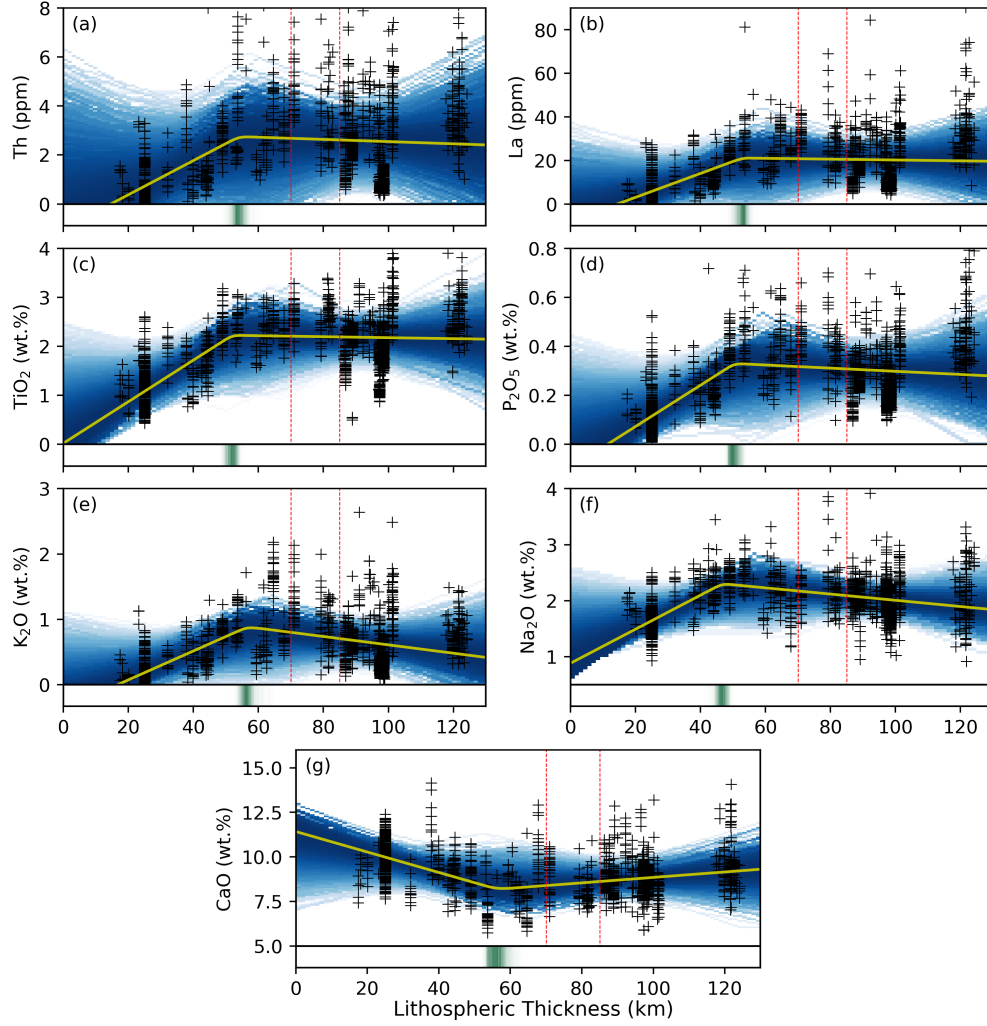 (a)
Th (ppm)
8
6
4
2
0
(b)
La (ppm)
80
60
40
20
0
(c)
TiO₂ (wt.%)
4
3
2
1
0
(d)
P₂O₅ (wt.%)
0.8
0.6
0.4
0.2
0.0
(e)
K₂O (wt.%)
3
2
1
0
0 20 40 60 80 100 120
(f)
Na₂O (wt.%)
4
3
2
1
0 20 40 60 80 100 120
(g)
CaO (wt.%)
15.0
12.5
10.0
7.5
5.0
0 20 40 60 80 100 120
Lithospheric Thickness (km)